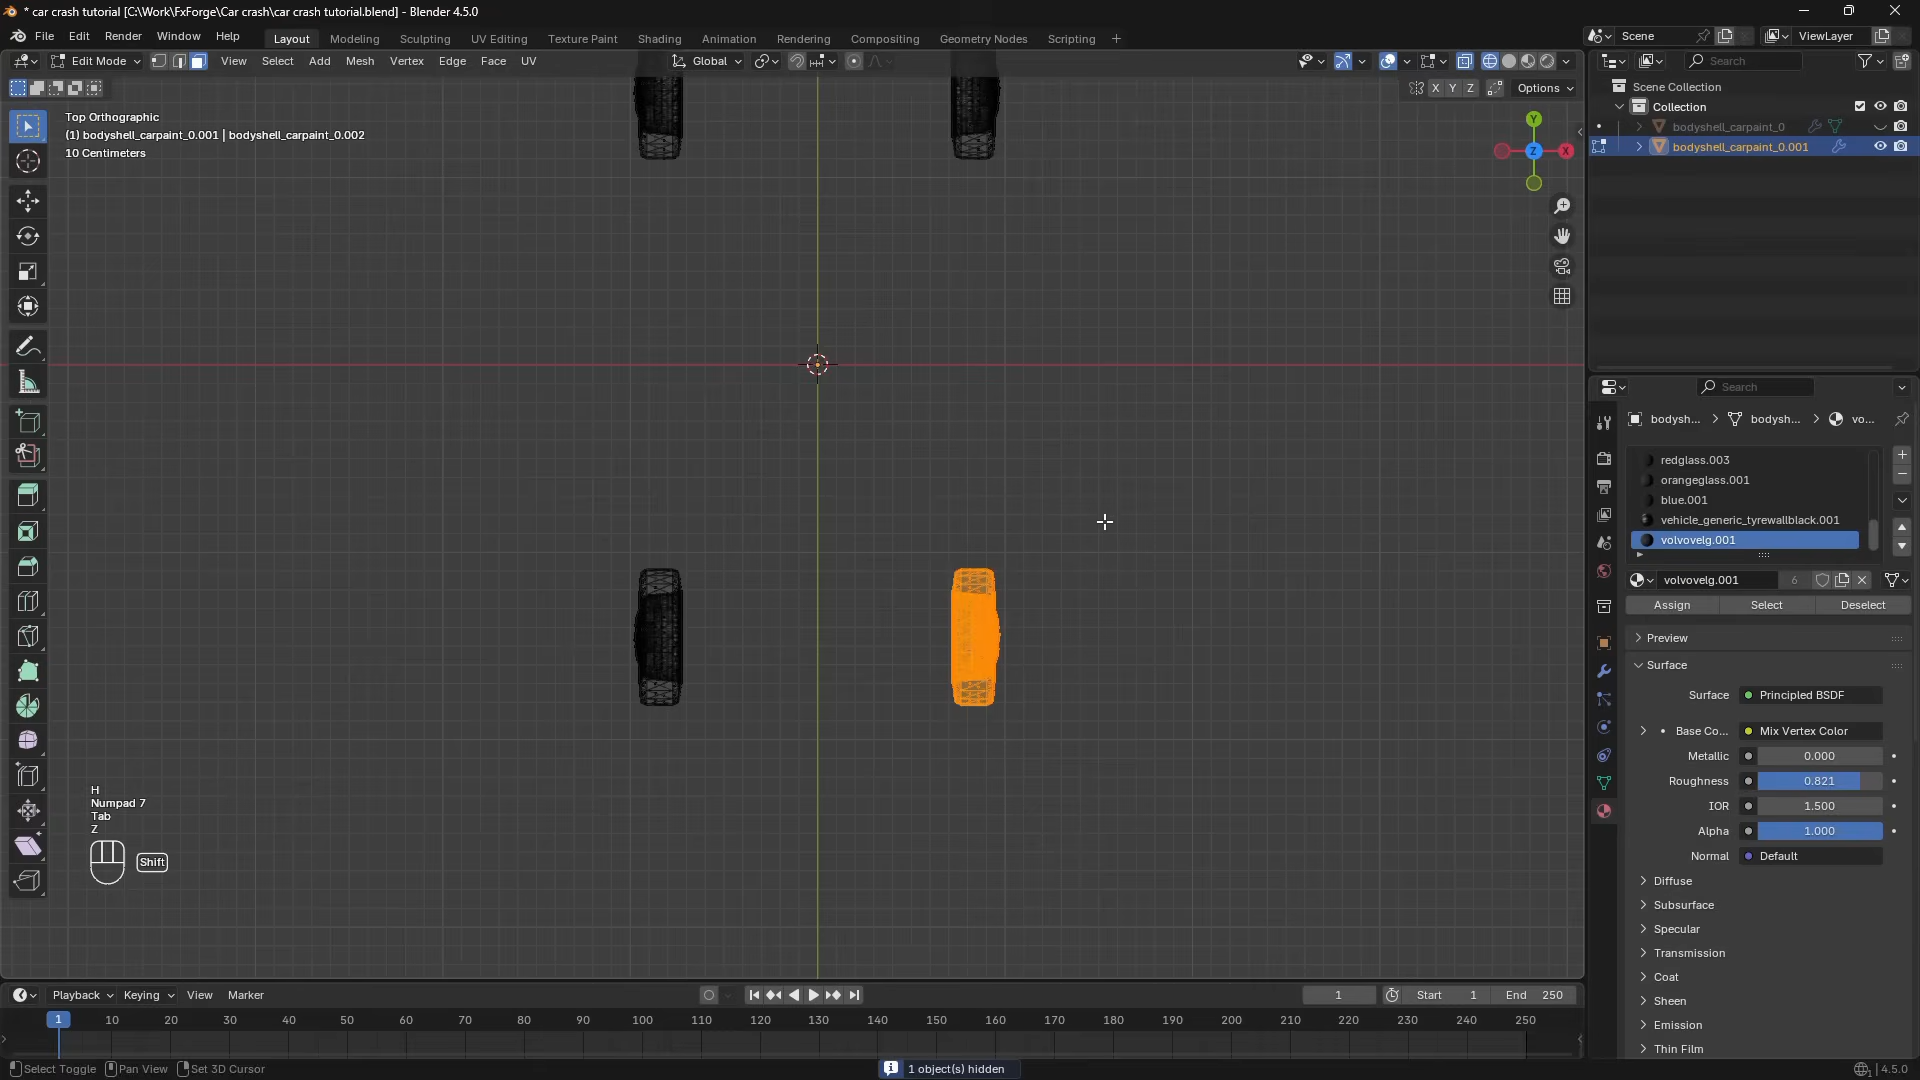 * car crash tutorial [C:\Work\FxForge\Car crash\car crash tutorial.blend] - Blender 4.5.0
File Edit Render Window Help
Layout Modeling Sculpting UV Editing Texture Paint Shading Animation Rendering Compositing Geometry Nodes Scripting +
Scene
ViewLayer
Edit Mode
View Select Add Mesh Vertex Edge Face UV
Global
Search
X Y Z
Options
Top Orthographic
(1) bodyshell_carpaint_0.001 | bodyshell_carpaint_0.002
10 Centimeters
Scene Collection
Collection
bodyshell_carpaint_0
bodyshell_carpaint_0.001
Y
Z
X
Search
bodysh... > bodysh... > vo...
redglass.003
orangeglass.001
blue.001
vehicle_generic_tyrewallblack.001
volvovelg.001
volvovelg.001 6
Assign Select Deselect
Preview
Surface
Surface Principled BSDF
Base Co... Mix Vertex Color
Metallic 0.000
Roughness 0.821
IOR 1.500
Alpha 1.000
Normal Default
Diffuse
Subsurface
Specular
Transmission
Coat
Sheen
Emission
Thin Film
H
Numpad 7
Tab
Z
Shift
Playback Keying View Marker
1 Start 1 End 250
1 10 20 30 40 50 60 70 80 90 100 110 120 130 140 150 160 170 180 190 200 210 220 230 240 250
Select Toggle Pan View Set 3D Cursor
1 object(s) hidden
4.5.0